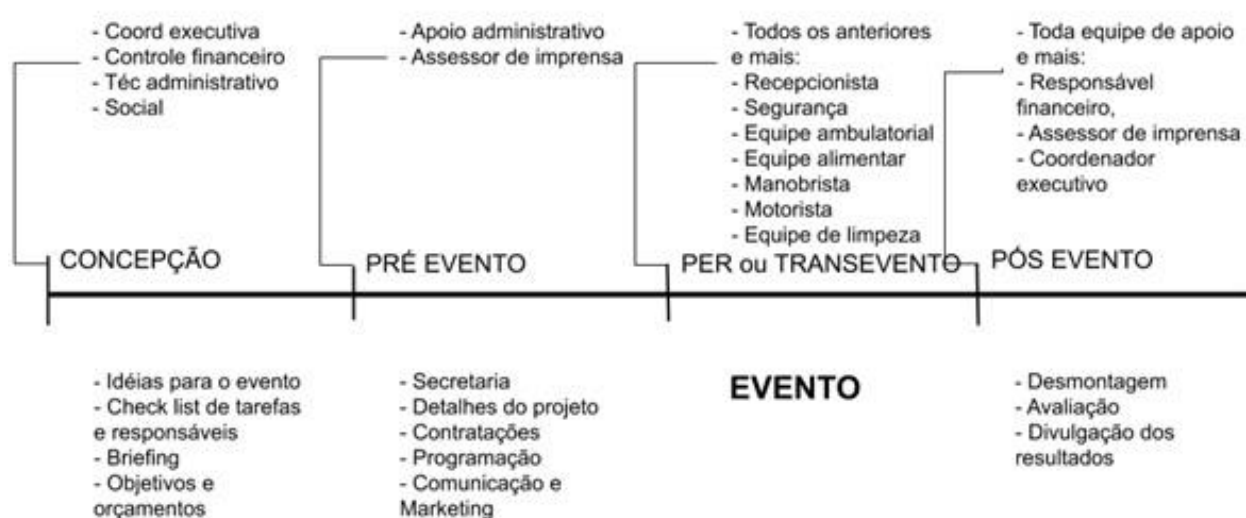 - Coord executiva
- Controle financeiro
- Téc administrativo
- Social
- Apoio administrativo
- Assessor de imprensa
- Todos os anteriores
e mais:
- Recepcionista
- Segurança
- Equipe ambulatorial
- Equipe alimentar
- Manobrista
- Motorista
- Equipe de limpeza
- Toda equipe de apoio
e mais:
- Responsável
financeiro,
- Assessor de imprensa
- Coordenador
executivo
CONCEPÇÃO
PRÉ EVENTO
PER ou TRANSEVENTO
PÓS EVENTO
- Idéias para o evento
- Check list de tarefas
e responsáveis
- Briefing
- Objetivos e
orçamentos
- Secretaria
- Detalhes do projeto
- Contratações
- Programação
- Comunicação e
Marketing
EVENTO
- Desmontagem
- Avaliação
- Divulgação dos
resultados